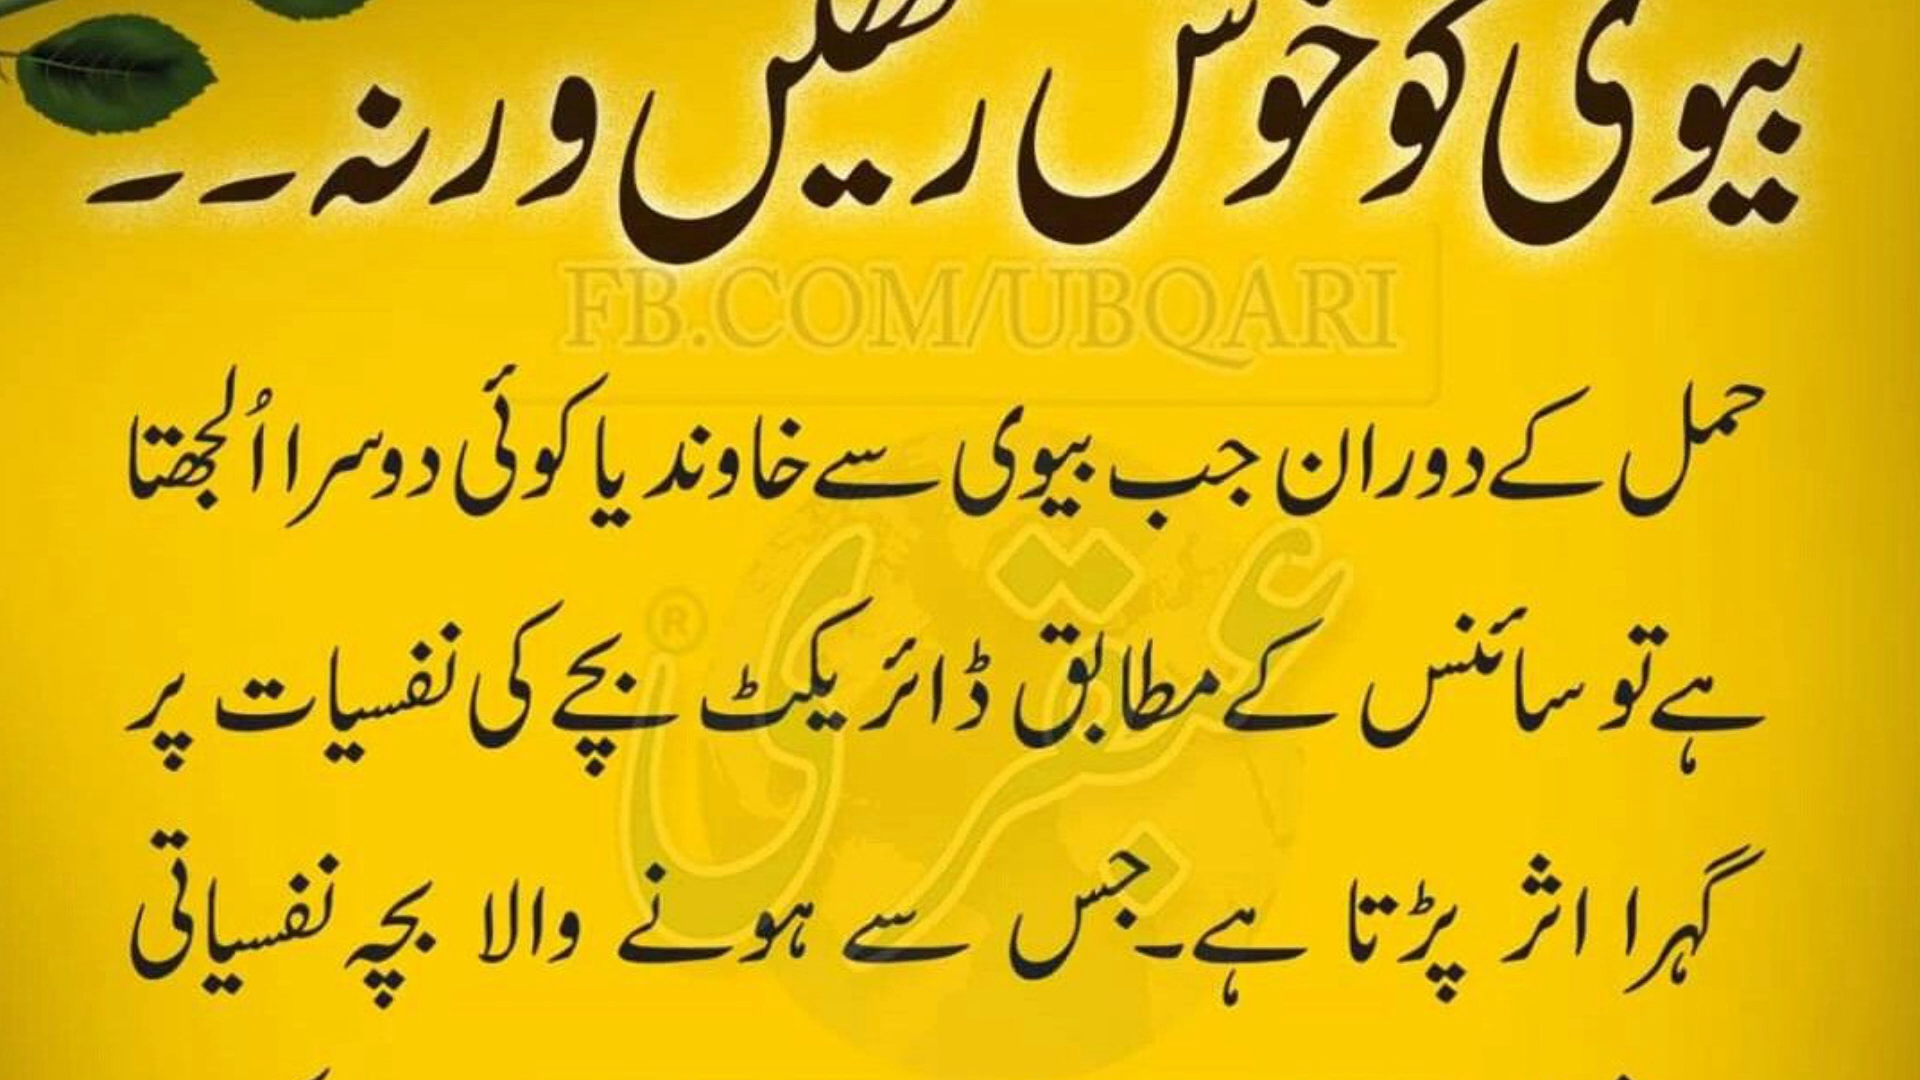 بیوی کو خوش رکھیں ورنہ۔۔
FB.COM/UBQARI
حمل کے دوران جب بیوی سے خاوند یا کوئی دوسرا اُلجھتا
ہے تو سائنس کے مطابق ڈائریکٹ بچے کی نفسیات پر
عبقری®
گہرا اثر پڑتا ہے۔ جس سے ہونے والا بچہ نفسیاتی